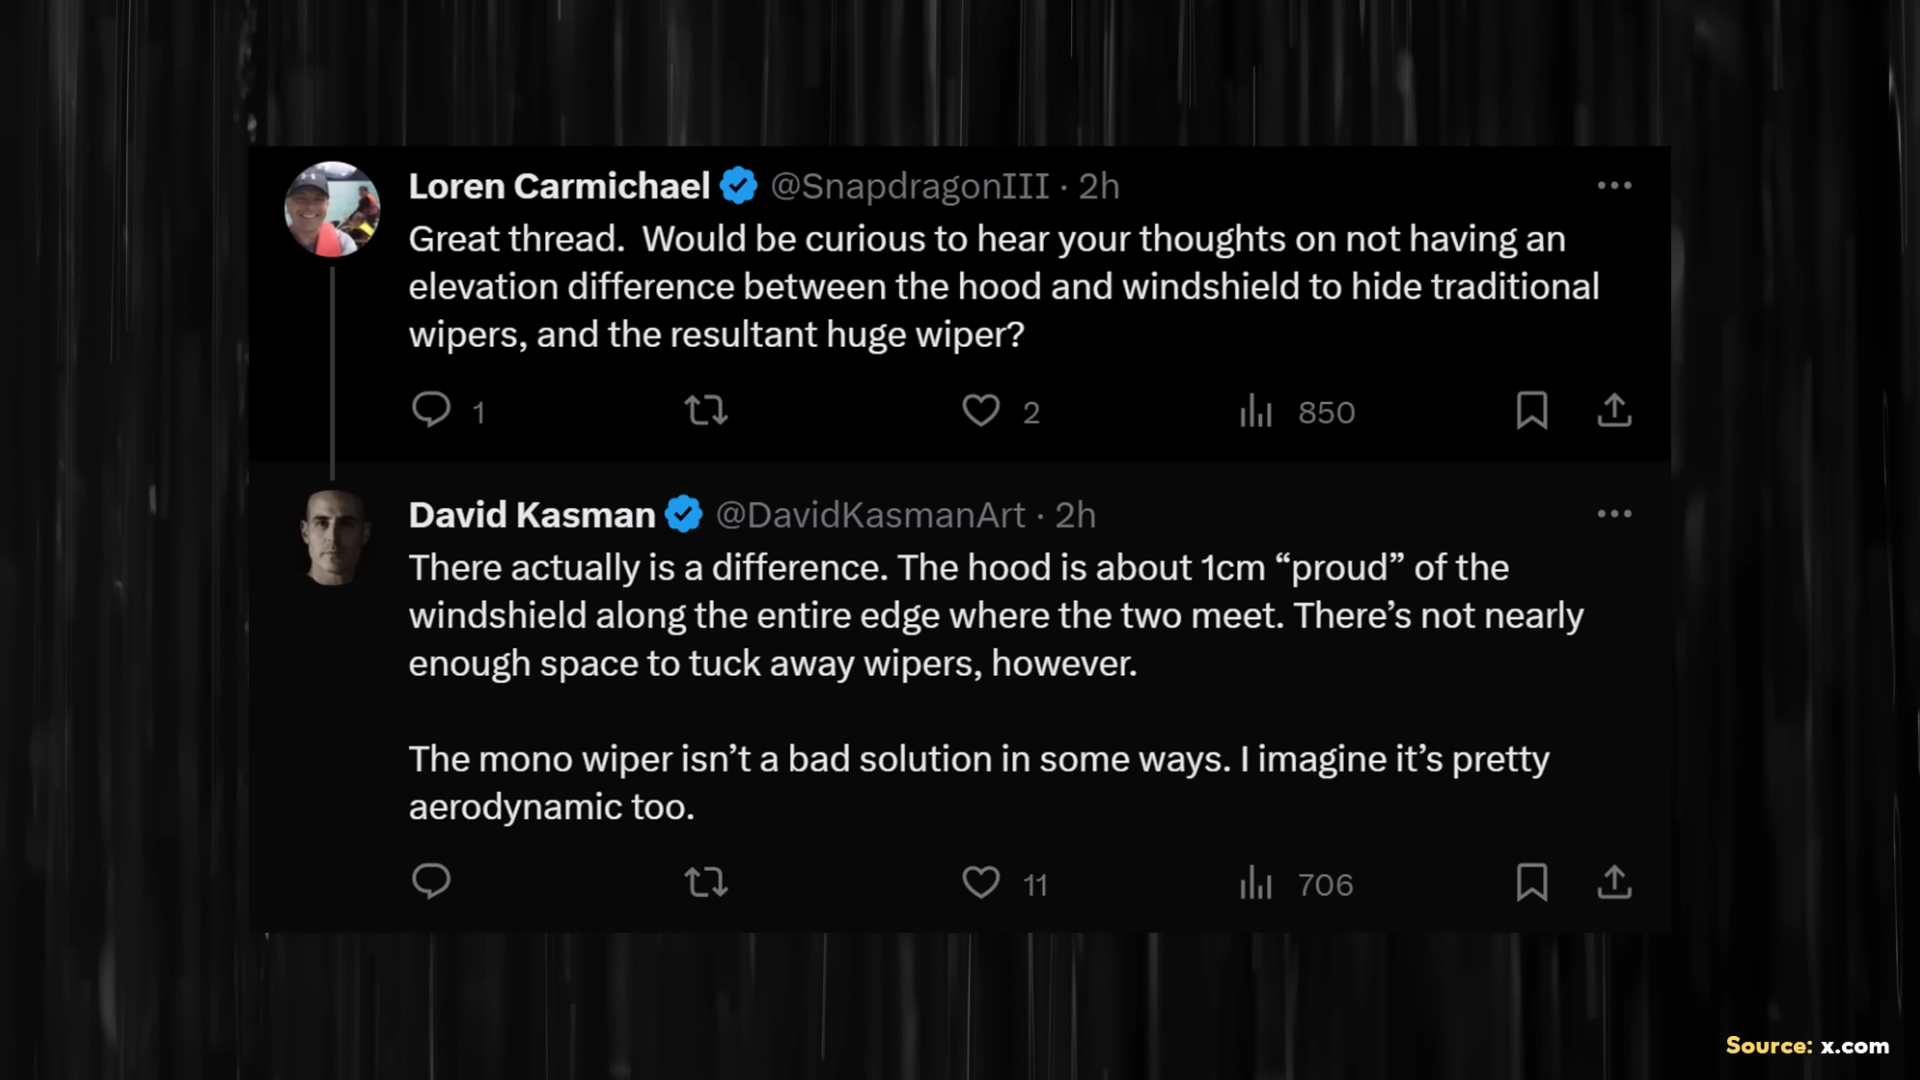 Loren Carmichael @SnapdragonIII · 2h
Great thread.  Would be curious to hear your thoughts on not having an
elevation difference between the hood and windshield to hide traditional
wipers, and the resultant huge wiper?
1 2 850
David Kasman @DavidKasmanArt · 2h
There actually is a difference. The hood is about 1cm “proud” of the
windshield along the entire edge where the two meet. There’s not nearly
enough space to tuck away wipers, however.
The mono wiper isn’t a bad solution in some ways. I imagine it’s pretty
aerodynamic too.
11 706
Source: x.com